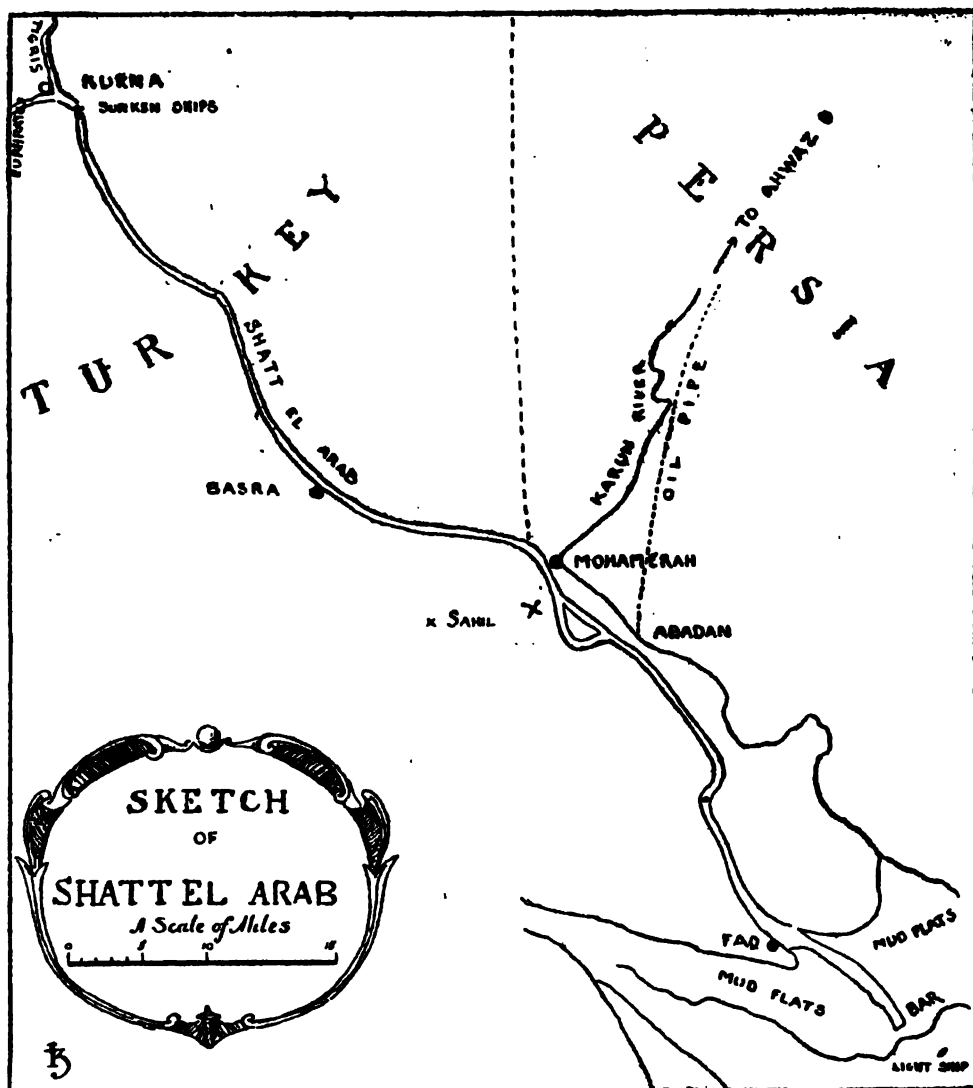 TIGRIS
KURNA
SUNKEN SHIPS
EUPHRATES
TURKEY
PERSIA
TO AHWAZ
SHATT EL ARAB
KARUN RIVER
OIL PIPE
BASRA
MOHAMERAH
x SAHIL
X
ABADAN
SKETCH
OF
SHATT EL ARAB
A Scale of Miles
0 5 10 15
FAO
MUD FLATS
MUD FLATS
BAR
LIGHT SHIP